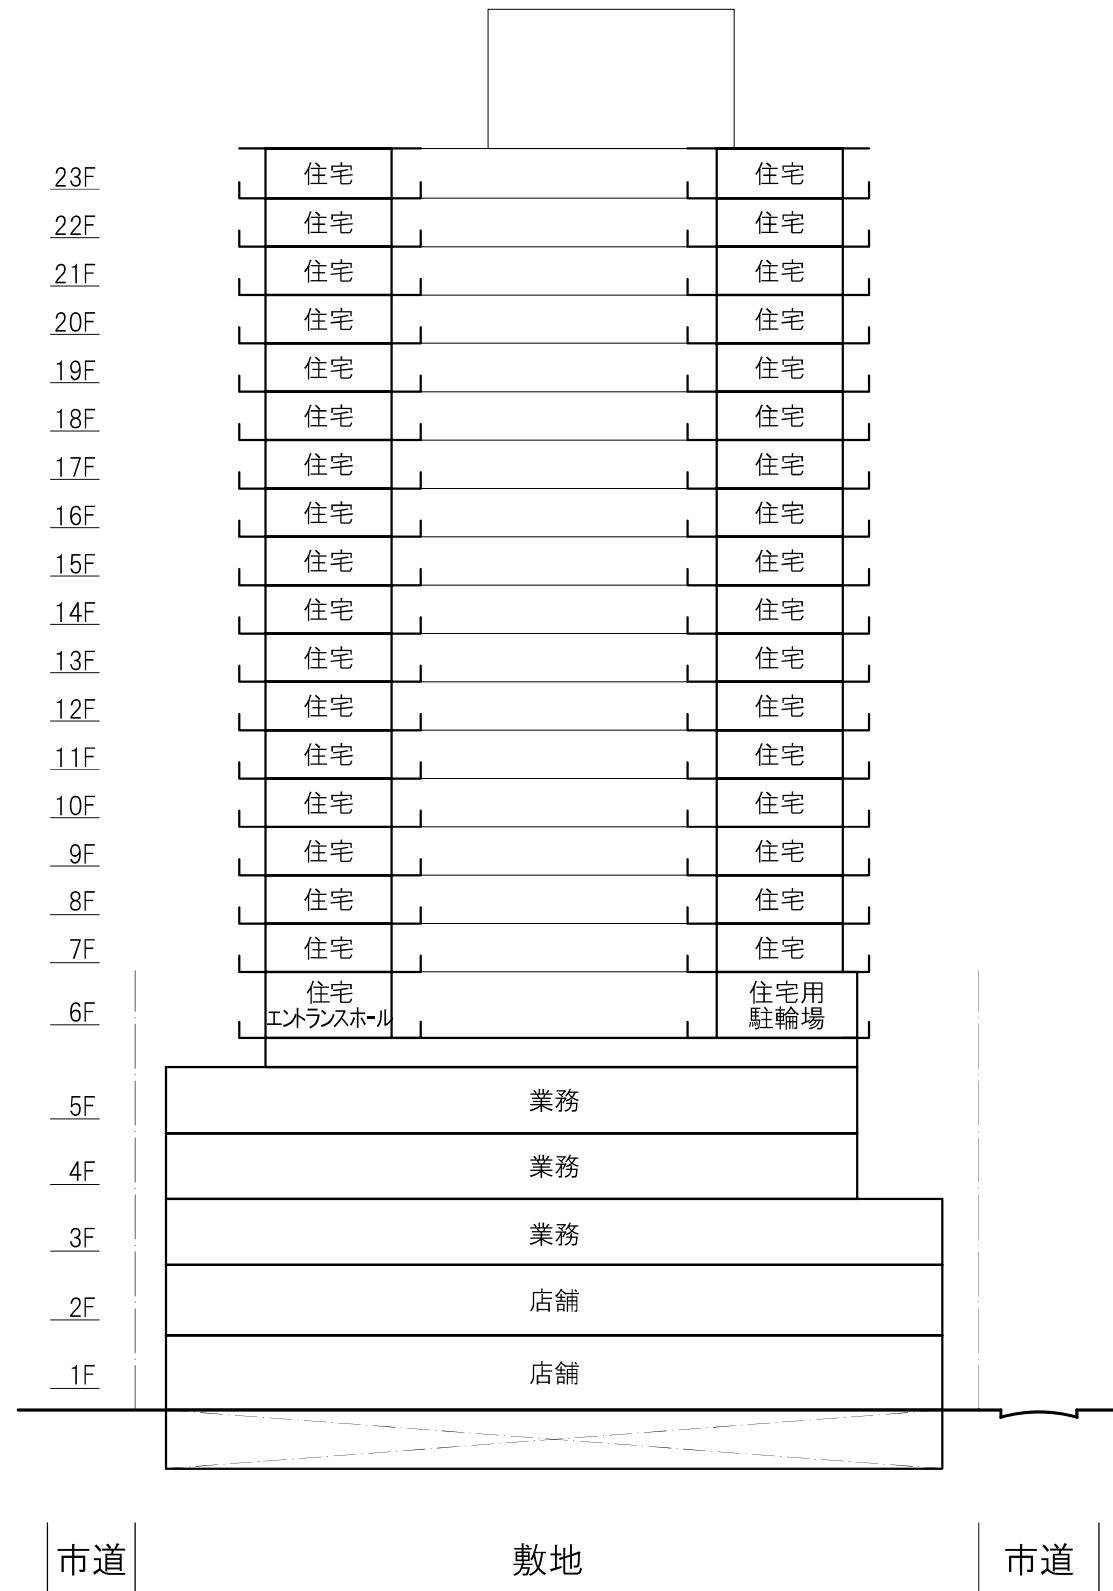 23F 住宅 住宅
22F 住宅 住宅
21F 住宅 住宅
20F 住宅 住宅
19F 住宅 住宅
18F 住宅 住宅
17F 住宅 住宅
16F 住宅 住宅
15F 住宅 住宅
14F 住宅 住宅
13F 住宅 住宅
12F 住宅 住宅
11F 住宅 住宅
10F 住宅 住宅
9F 住宅 住宅
8F 住宅 住宅
7F 住宅 住宅
6F
住宅
エントランスホール
住宅用
駐輪場
5F 業務
4F 業務
3F 業務
2F 店舗
1F 店舗
市道 敷地 市道